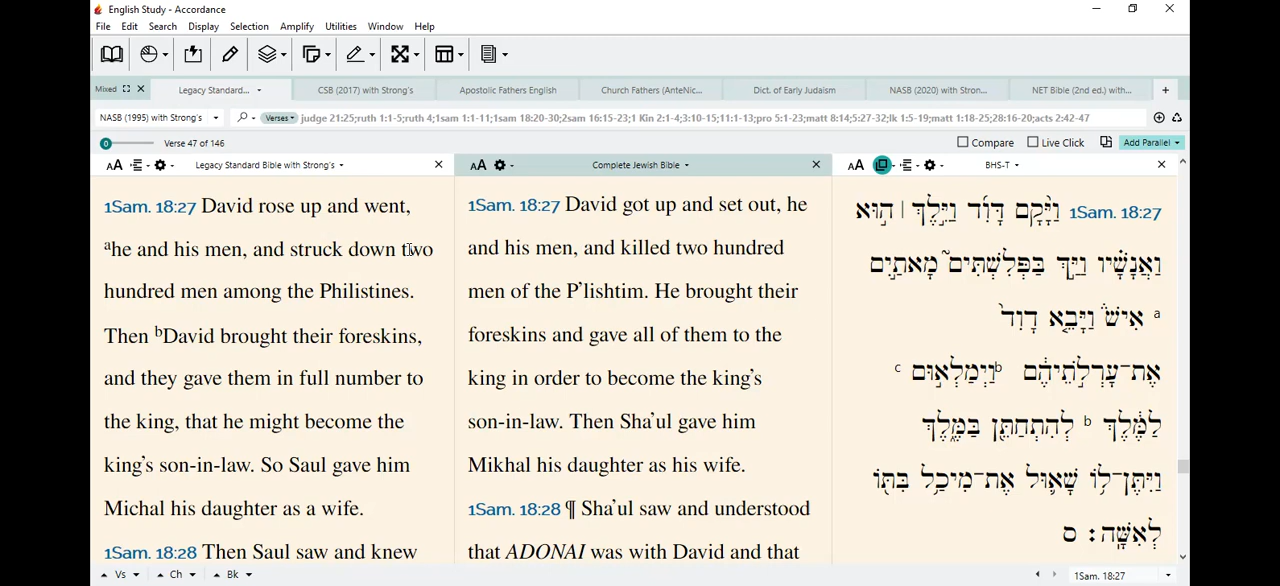 English Study - Accordance
File Edit Search Display Selection Amplify Utilities Window Help
Mixed Legacy Standard... CSB (2017) with Strong's Apostolic Fathers English Church Fathers (AnteNic... Dict. of Early Judaism NASB (2020) with Stron... NET Bible (2nd ed.) with... +
NASB (1995) with Strong's Verses judge 21:25;ruth 1:1-5;ruth 4;1sam 1:1-11;1sam 18:20-30;2sam 16:15-23;1 Kin 2:1-4;3:10-15;11:1-13;pro 5:1-23;matt 8:14;5:27-32;lk 1:5-19;matt 1:18-25;28:16-20;acts 2:42-47
0 Verse 47 of 146 Compare Live Click Add Parallel
AA Legacy Standard Bible with Strong's
1Sam. 18:27 David rose up and went,
ᵃhe and his men, and struck down two
hundred men among the Philistines.
Then ᵇDavid brought their foreskins,
and they gave them in full number to
the king, that he might become the
king's son-in-law. So Saul gave him
Michal his daughter as a wife.
1Sam. 18:28 Then Saul saw and knew
AA Complete Jewish Bible
1Sam. 18:27 David got up and set out, he
and his men, and killed two hundred
men of the P'lishtim. He brought their
foreskins and gave all of them to the
king in order to become the king's
son-in-law. Then Sha'ul gave him
Mikhal his daughter as his wife.
1Sam. 18:28 ¶ Sha'ul saw and understood
that ADONAI was with David and that
AA BHS-T
1Sam. 18:27 וַיָּ֨קָם דָּוִ֜ד וַיֵּ֣לֶךְ ׀ ה֣וּא
וַאֲנָשָׁ֗יו וַיַּ֤ךְ בַּפְּלִשְׁתִּים֙ מָאתַ֣יִם
a אִישׁ֒ וַיָּבֵ֤א דָוִד֙
אֶת־עָרְלֹ֣תֵיהֶ֔ם b וַיְמַלְא֣וּם c
לַמֶּ֔לֶךְ b לְהִתְחַתֵּ֖ן בַּמֶּ֑לֶךְ
וַיִּתֶּן־ל֥וֹ שָׁא֛וּל אֶת־מִיכַ֥ל בִּתּ֖וֹ
לְאִשָּֽׁה׃ ס
Vs Ch Bk 1Sam. 18:27